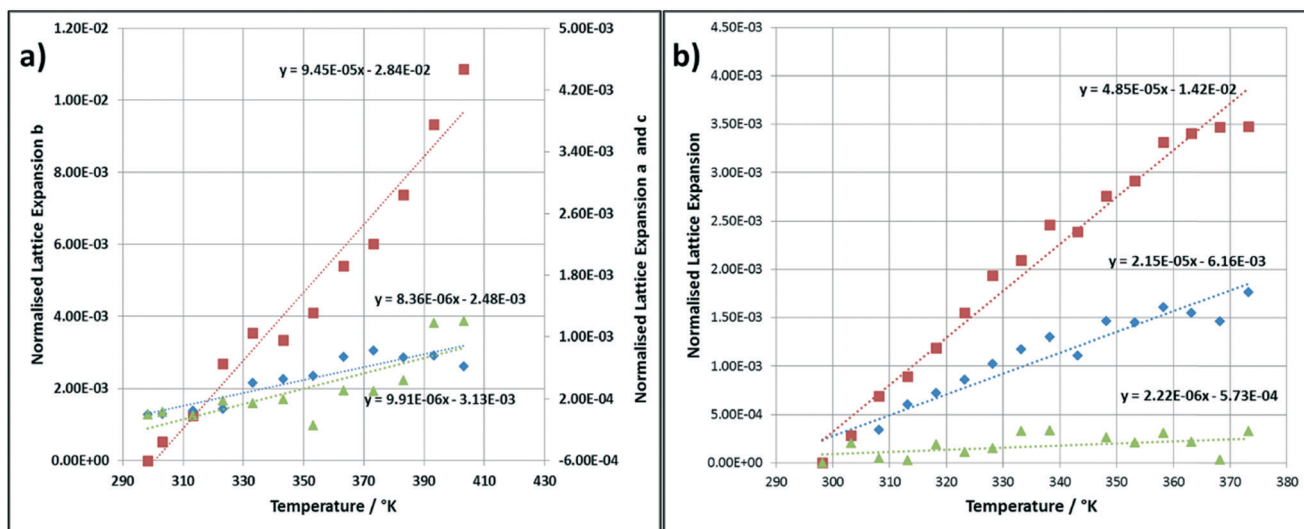 a)
Normalised Lattice Expansion b
1.20E-02
1.00E-02
8.00E-03
6.00E-03
4.00E-03
2.00E-03
0.00E+00
y = 9.45E-05x - 2.84E-02
y = 8.36E-06x - 2.48E-03
y = 9.91E-06x - 3.13E-03
5.00E-03
4.20E-03
3.40E-03
2.60E-03
1.80E-03
1.00E-03
2.00E-04
-6.00E-04
Normalised Lattice Expansion a and c
290 310 330 350 370 390 410 430
Temperature / °K
b)
Normalised Lattice Expansion
4.50E-03
4.00E-03
3.50E-03
3.00E-03
2.50E-03
2.00E-03
1.50E-03
1.00E-03
5.00E-04
0.00E+00
y = 4.85E-05x - 1.42E-02
y = 2.15E-05x - 6.16E-03
y = 2.22E-06x - 5.73E-04
290 300 310 320 330 340 350 360 370 380
Temperature / °K